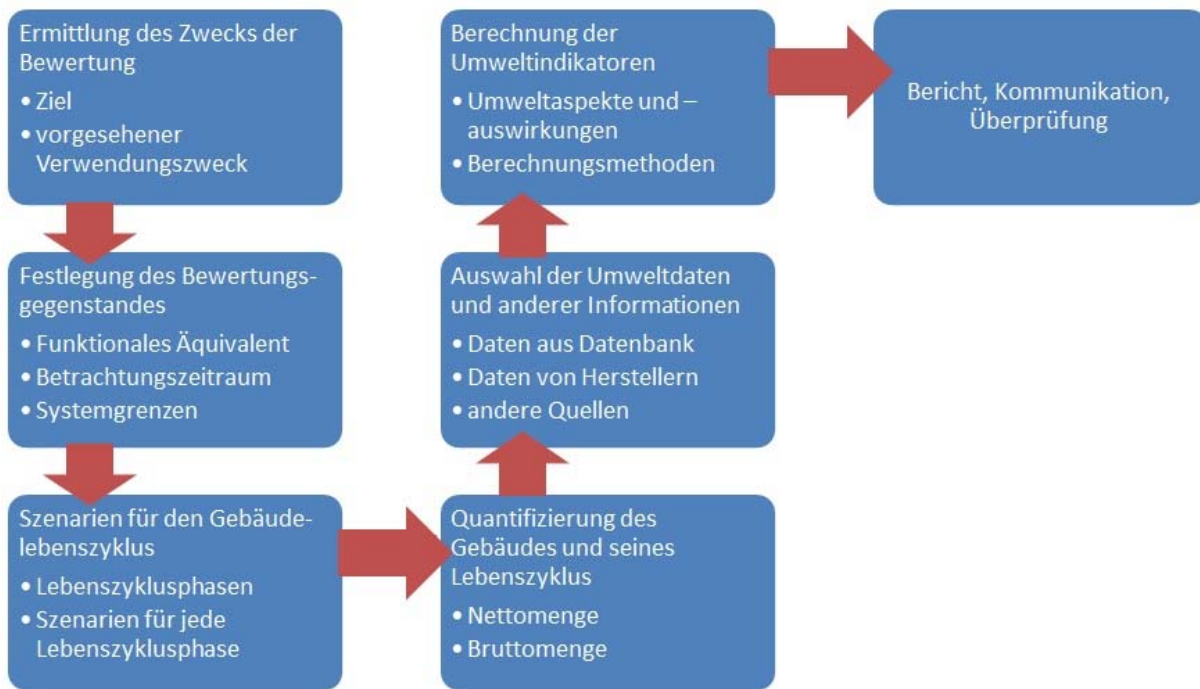 Ermittlung des Zwecks der
Bewertung
• Ziel
• vorgesehener
Verwendungszweck
Festlegung des Bewertungs-
gegenstandes
• Funktionales Äquivalent
• Betrachtungszeitraum
• Systemgrenzen
Szenarien für den Gebäude-
lebenszyklus
• Lebenszyklusphasen
• Szenarien für jede
Lebenszyklusphase
Quantifizierung des
Gebäudes und seines
Lebenszyklus
• Nettomenge
• Bruttomenge
Auswahl der Umweltdaten
und anderer Informationen
• Daten aus Datenbank
• Daten von Herstellern
• andere Quellen
Berechnung der
Umweltindikatoren
• Umweltaspekte und –
auswirkungen
• Berechnungsmethoden
Bericht, Kommunikation,
Überprüfung